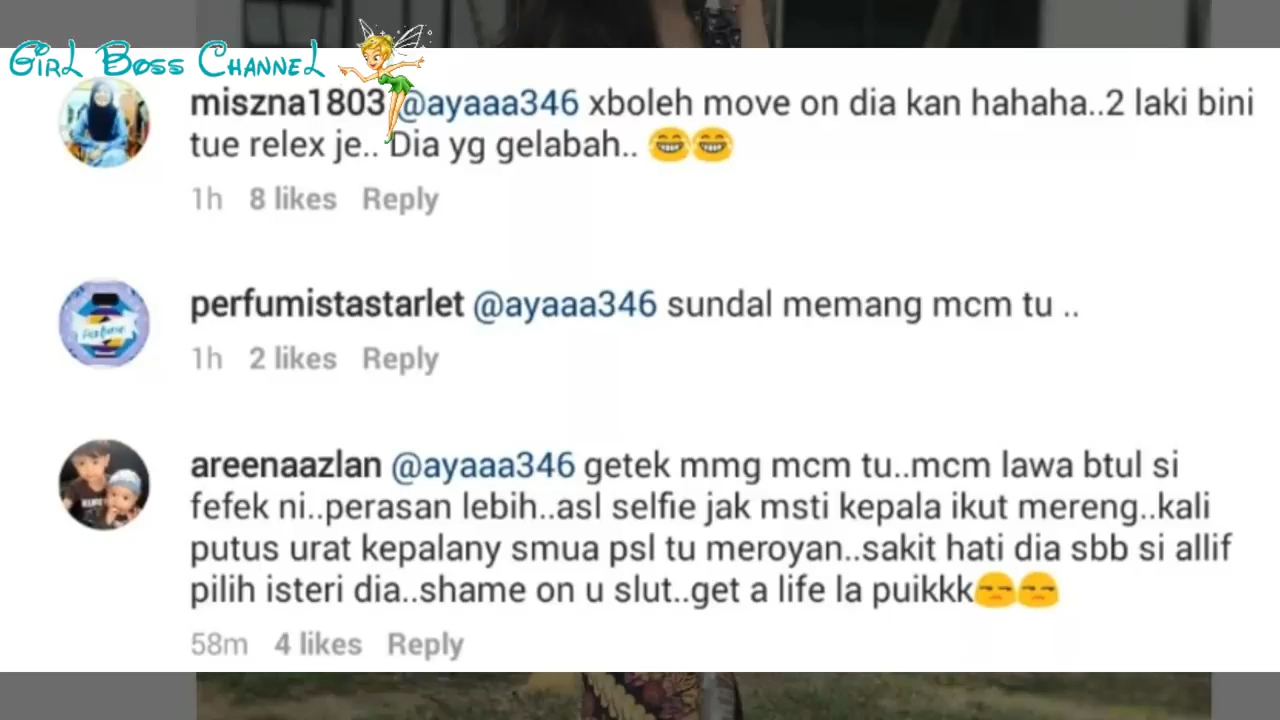 GIRL BOSS CHANNEL
miszna1803 @ayaaa346 xboleh move on dia kan hahaha..2 laki bini
tue relex je.. Dia yg gelabah.. 😂😂
1h 8 likes Reply
perfumistastarlet @ayaaa346 sundal memang mcm tu ..
1h 2 likes Reply
areenaazlan @ayaaa346 getek mmg mcm tu..mcm lawa btul si
fefek ni..perasan lebih..asl selfie jak msti kepala ikut mereng..kali
putus urat kepalany smua psl tu meroyan..sakit hati dia sbb si allif
pilih isteri dia..shame on u slut..get a life la puikkk😒😒
58m 4 likes Reply